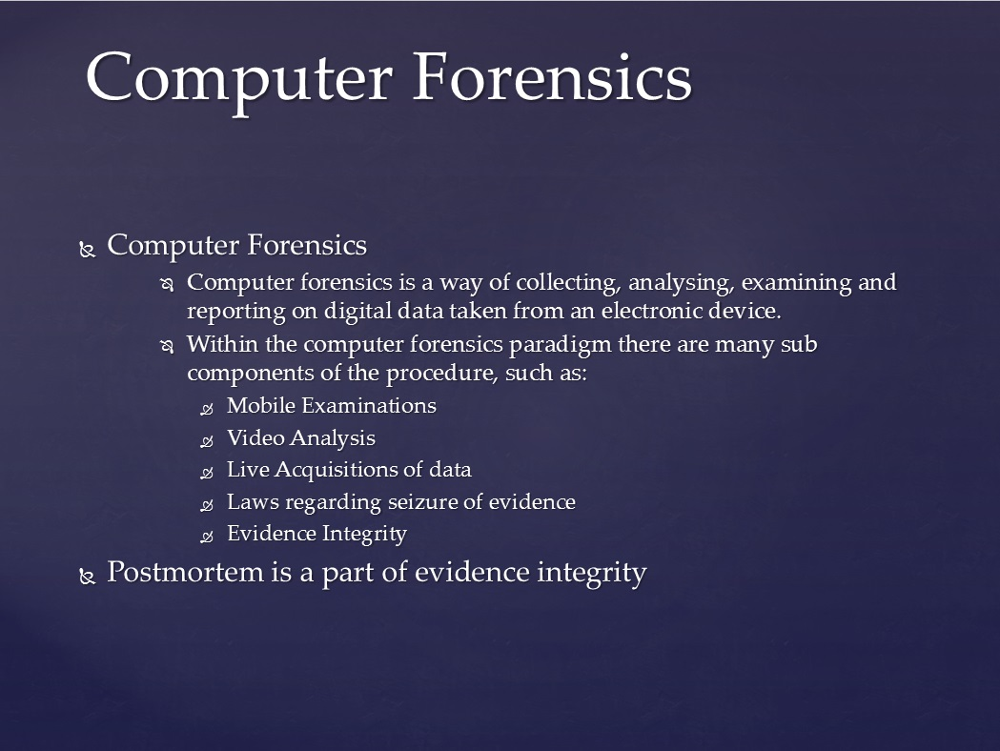 Computer Forensics
Computer Forensics
Computer forensics is a way of collecting, analysing, examining and
reporting on digital data taken from an electronic device.
Within the computer forensics paradigm there are many sub
components of the procedure, such as:
Mobile Examinations
Video Analysis
Live Acquisitions of data
Laws regarding seizure of evidence
Evidence Integrity
Postmortem is a part of evidence integrity